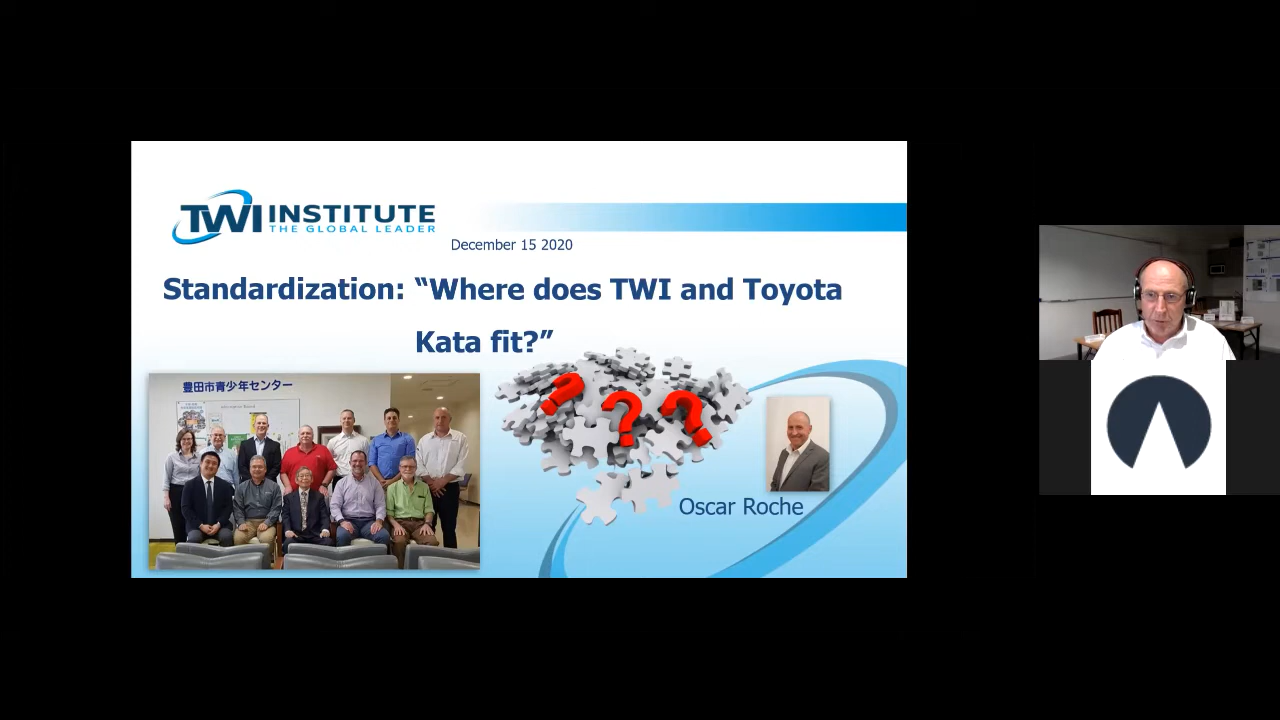 TWI INSTITUTE
THE GLOBAL LEADER
December 15 2020
Standardization: “Where does TWI and Toyota
Kata fit?”
豊田市青少年センター
Oscar Roche